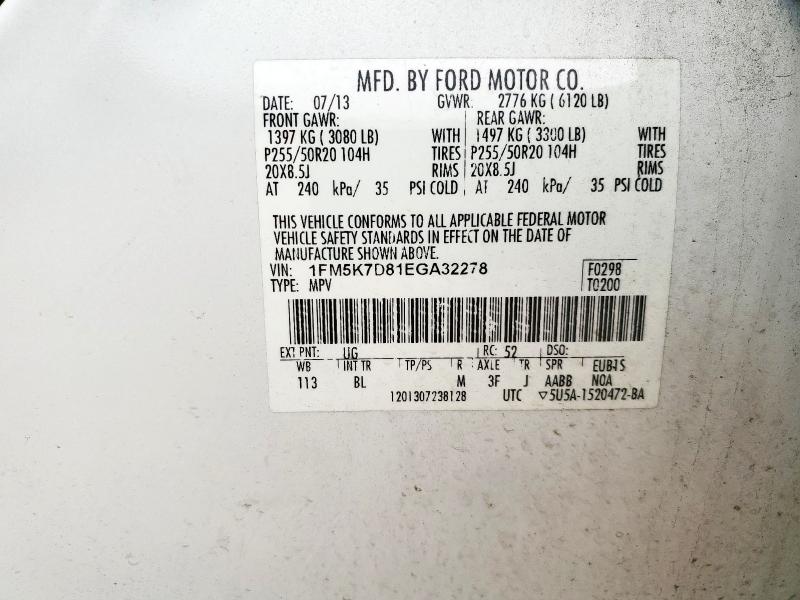 MFD. BY FORD MOTOR CO.
DATE: 07/13 GVWR: 2776 KG ( 6120 LB)
FRONT GAWR: REAR GAWR:
1397 KG ( 3080 LB) WITH 1497 KG ( 3300 LB) WITH
P255/50R20 104H TIRES P255/50R20 104H TIRES
20X8.5J RIMS 20X8.5J RIMS
AT 240 kPa/ 35 PSI COLD AT 240 kPa/ 35 PSI COLD
THIS VEHICLE CONFORMS TO ALL APPLICABLE FEDERAL MOTOR
VEHICLE SAFETY STANDARDS IN EFFECT ON THE DATE OF
MANUFACTURE SHOWN ABOVE.
VIN: 1FM5K7D81EGA32278 F0298
TYPE: MPV T0200
EXT PNT: UG RC: 52 DSO:
WB INT TR TP/PS R AXLE TR SPR EUBJS
113 BL M 3F J AABB NOA
1201307238128 UTC ▽5U5A-1520472-BA